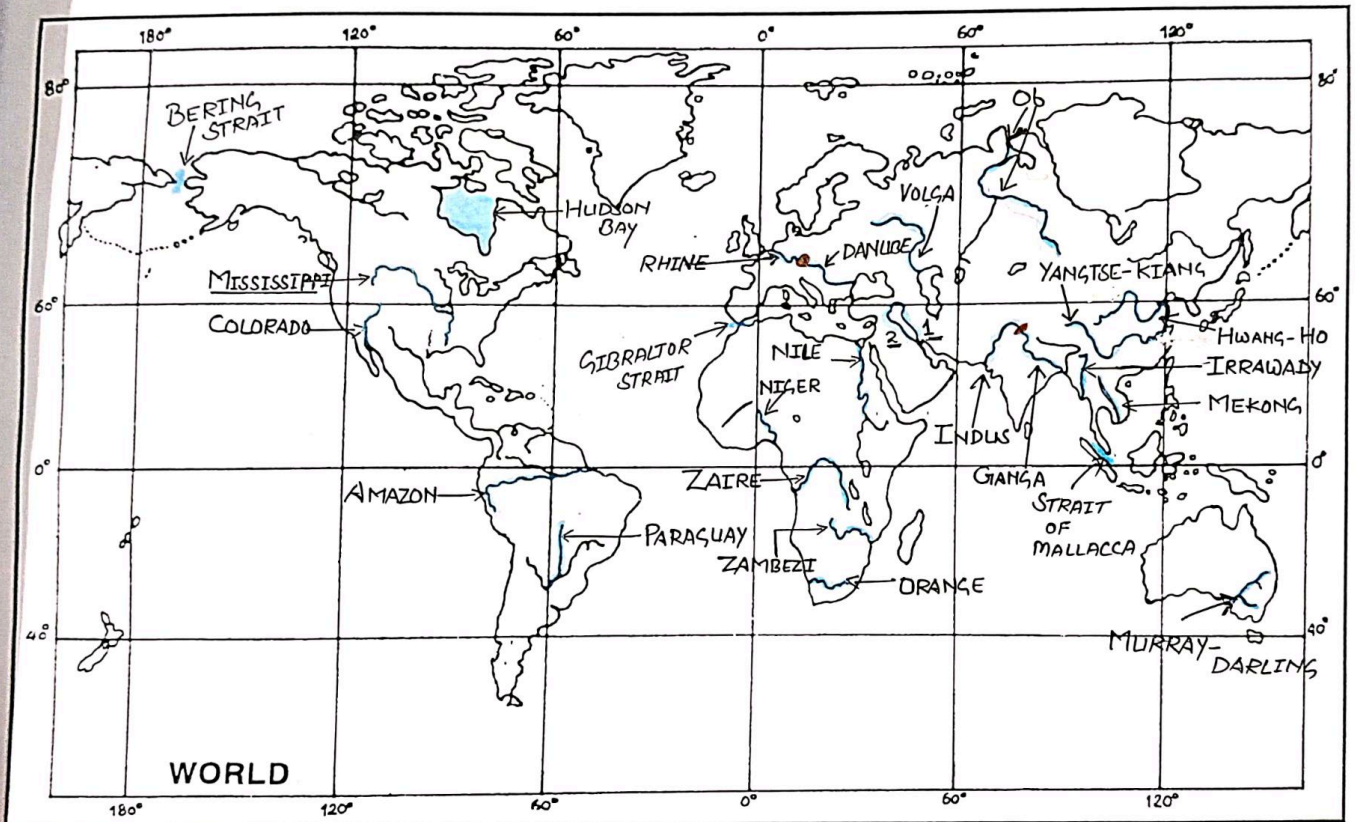 180° 120° 60° 0° 60° 120°
80° 80°
BERING
STRAIT
Ob
VOLGA
HUDSON
BAY
RHINE DANUBE
YANGTSE-KIANG
MISSISSIPPI
60° 60°
COLORADO
GIBRALTOR
STRAIT
2 1
HWANG-HO
NILE
IRRAWADY
NIGER
MEKONG
INDUS
0° 0°
AMAZON
ZAIRE
GANGA
STRAIT
OF
MALLACCA
PARAGUAY
ZAMBEZI
ORANGE
40° 40°
MURRAY-
DARLING
WORLD
180° 120° 60° 0° 60° 120°